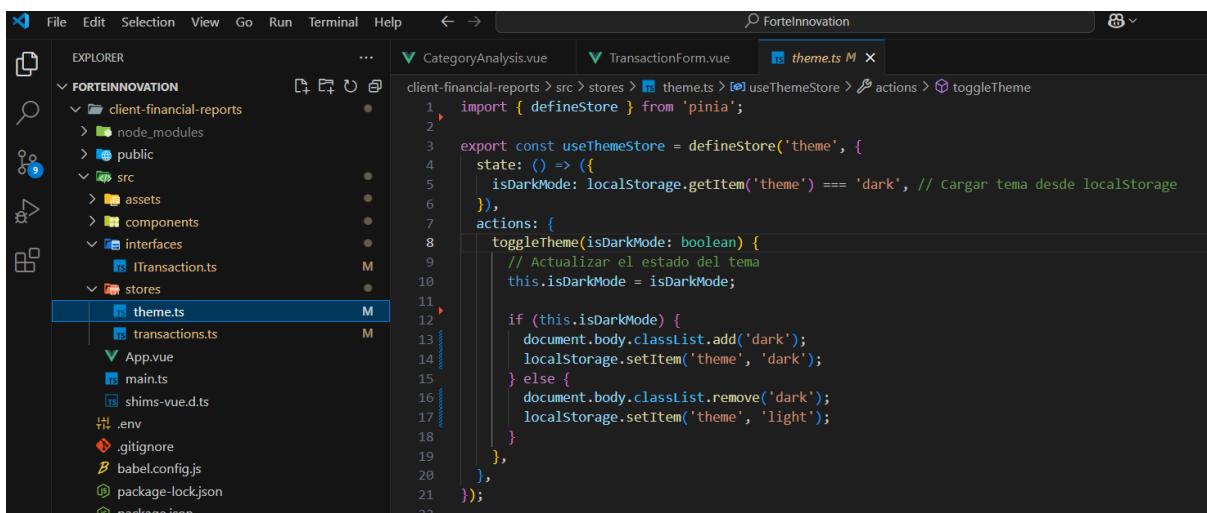 File Edit Selection View Go Run Terminal Help ForteInnovation
EXPLORER
FORTEINNOVATION
client-financial-reports
node_modules
public
src
assets
components
interfaces
ITransaction.ts M
stores
theme.ts M
transactions.ts M
App.vue
main.ts
shims-vue.d.ts
.env
.gitignore
babel.config.js
package-lock.json
package.json
9
CategoryAnalysis.vue TransactionForm.vue theme.ts M
client-financial-reports > src > stores > theme.ts > useThemeStore > actions > toggleTheme
1 import { defineStore } from 'pinia';
2
3 export const useThemeStore = defineStore('theme', {
4 state: () => ({
5 isDarkMode: localStorage.getItem('theme') === 'dark', // Cargar tema desde localStorage
6 }),
7 actions: {
8 toggleTheme(isDarkMode: boolean) {
9 // Actualizar el estado del tema
10 this.isDarkMode = isDarkMode;
11
12 if (this.isDarkMode) {
13 document.body.classList.add('dark');
14 localStorage.setItem('theme', 'dark');
15 } else {
16 document.body.classList.remove('dark');
17 localStorage.setItem('theme', 'light');
18 }
19 },
20 },
21 });